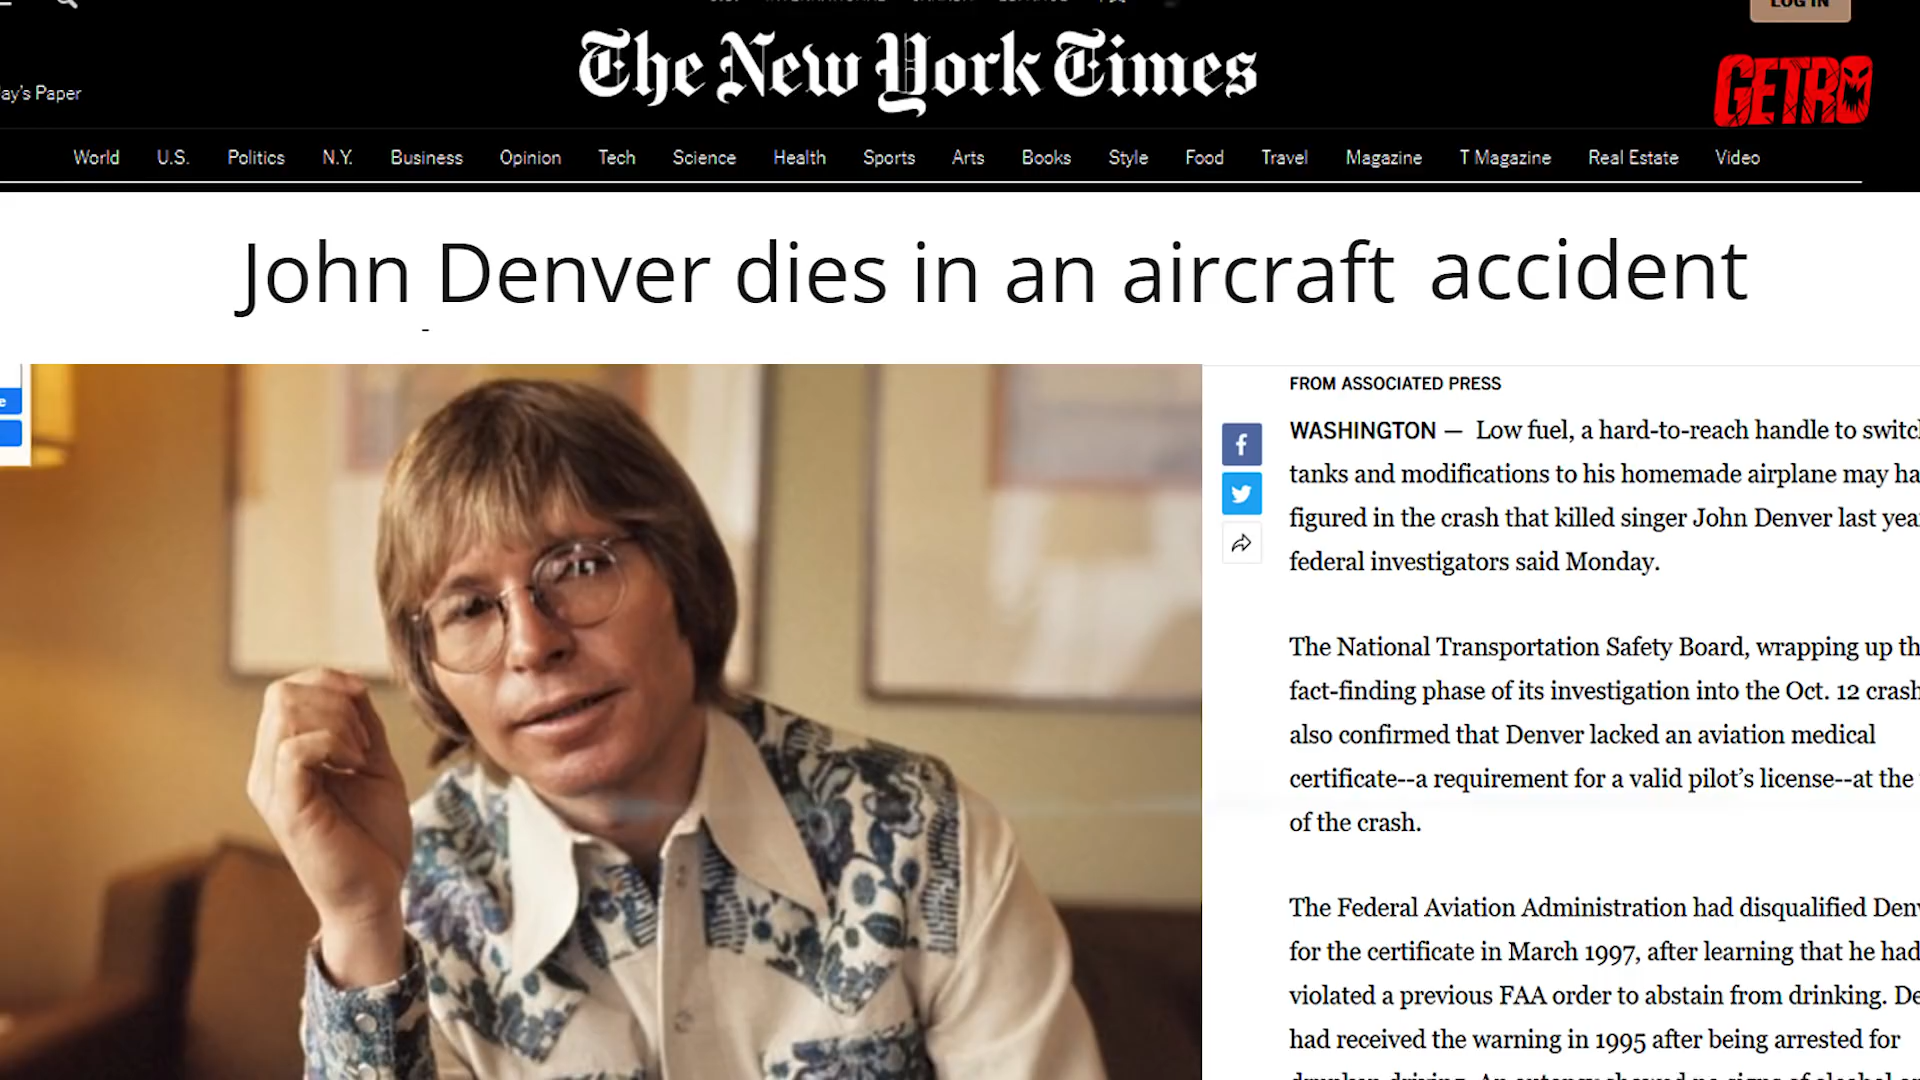 LOG IN
The New York Times
GETRO
ay's Paper
World U.S. Politics N.Y. Business Opinion Tech Science Health Sports Arts Books Style Food Travel Magazine T Magazine Real Estate Video
John Denver dies in an aircraft accident
e
FROM ASSOCIATED PRESS
WASHINGTON — Low fuel, a hard-to-reach handle to switc
tanks and modifications to his homemade airplane may ha
figured in the crash that killed singer John Denver last yea
federal investigators said Monday.
The National Transportation Safety Board, wrapping up th
fact-finding phase of its investigation into the Oct. 12 crash
also confirmed that Denver lacked an aviation medical
certificate--a requirement for a valid pilot's license--at the
of the crash.
The Federal Aviation Administration had disqualified Den
for the certificate in March 1997, after learning that he had
violated a previous FAA order to abstain from drinking. De
had received the warning in 1995 after being arrested for